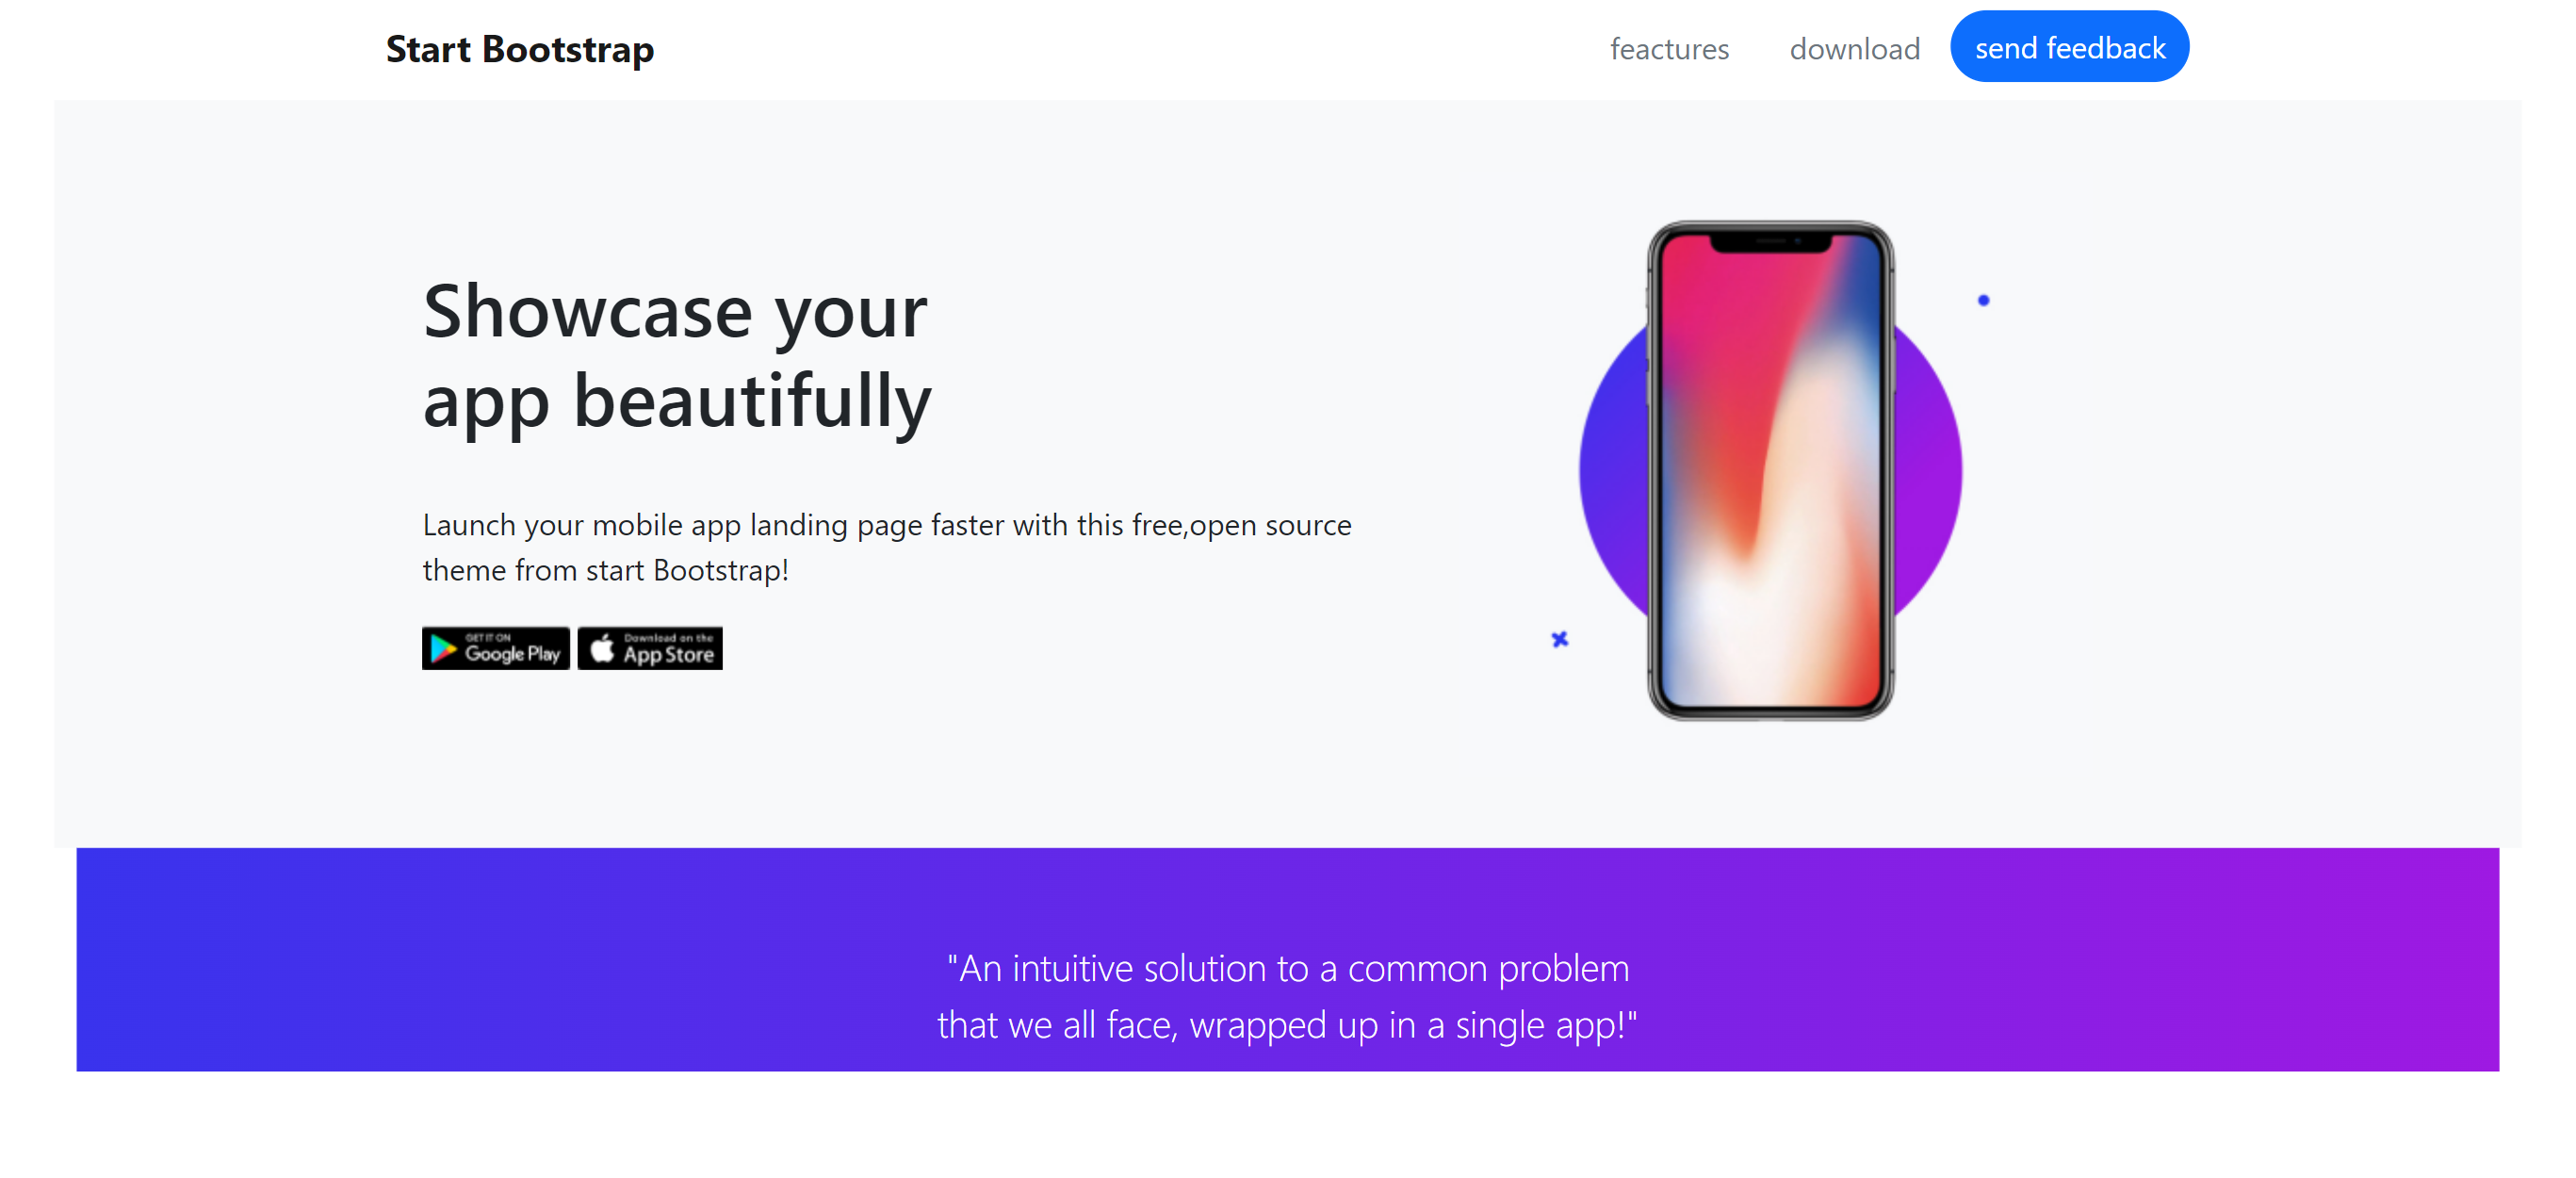 Start Bootstrap
feactures
download
send feedback
Showcase your
app beautifully
Launch your mobile app landing page faster with this free,open source
theme from start Bootstrap!
GET IT ON
Google Play
Download on the
App Store
"An intuitive solution to a common problem
that we all face, wrapped up in a single app!"